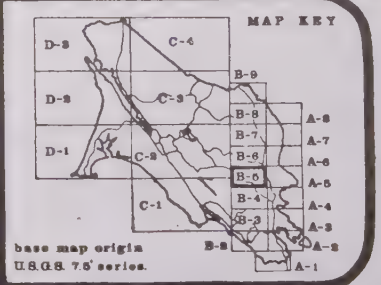 MAP KEY
D-3
C-4
B-9
D-2
C-3
B-8
A-8
B-7
A-7
D-1
C-2
B-6
A-6
B-5
A-5
C-1
B-4
A-4
B-3
A-3
B-2
A-2
A-1
base map origin
U.S.G.S. 7.5' series.